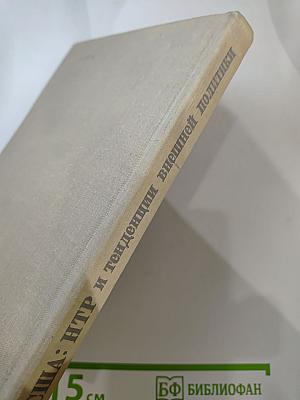 США: НТР и тенденции внешней политики
5 см
БФ БИБЛИОФАН